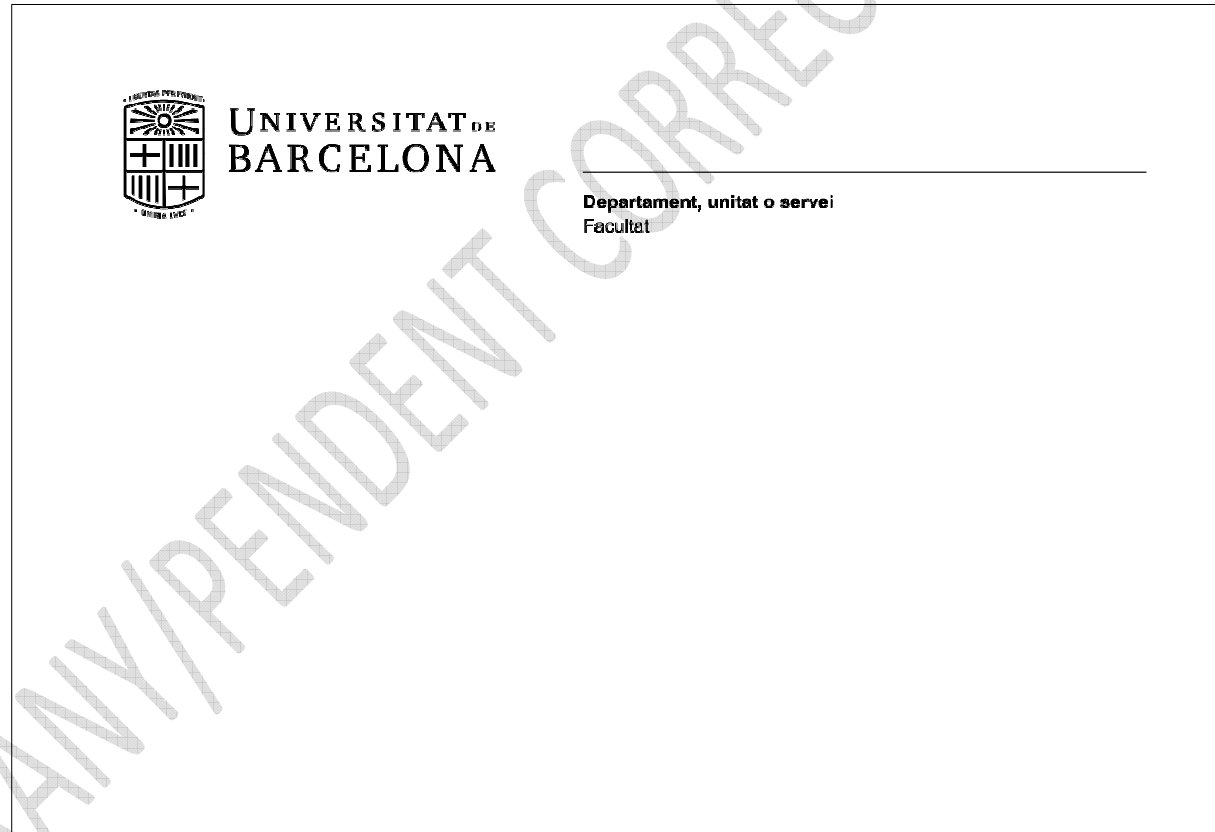 UNIVERSITAT DE
BARCELONA
Departament, unitat o servei
Facultat
ANY/PENDENT CORREC